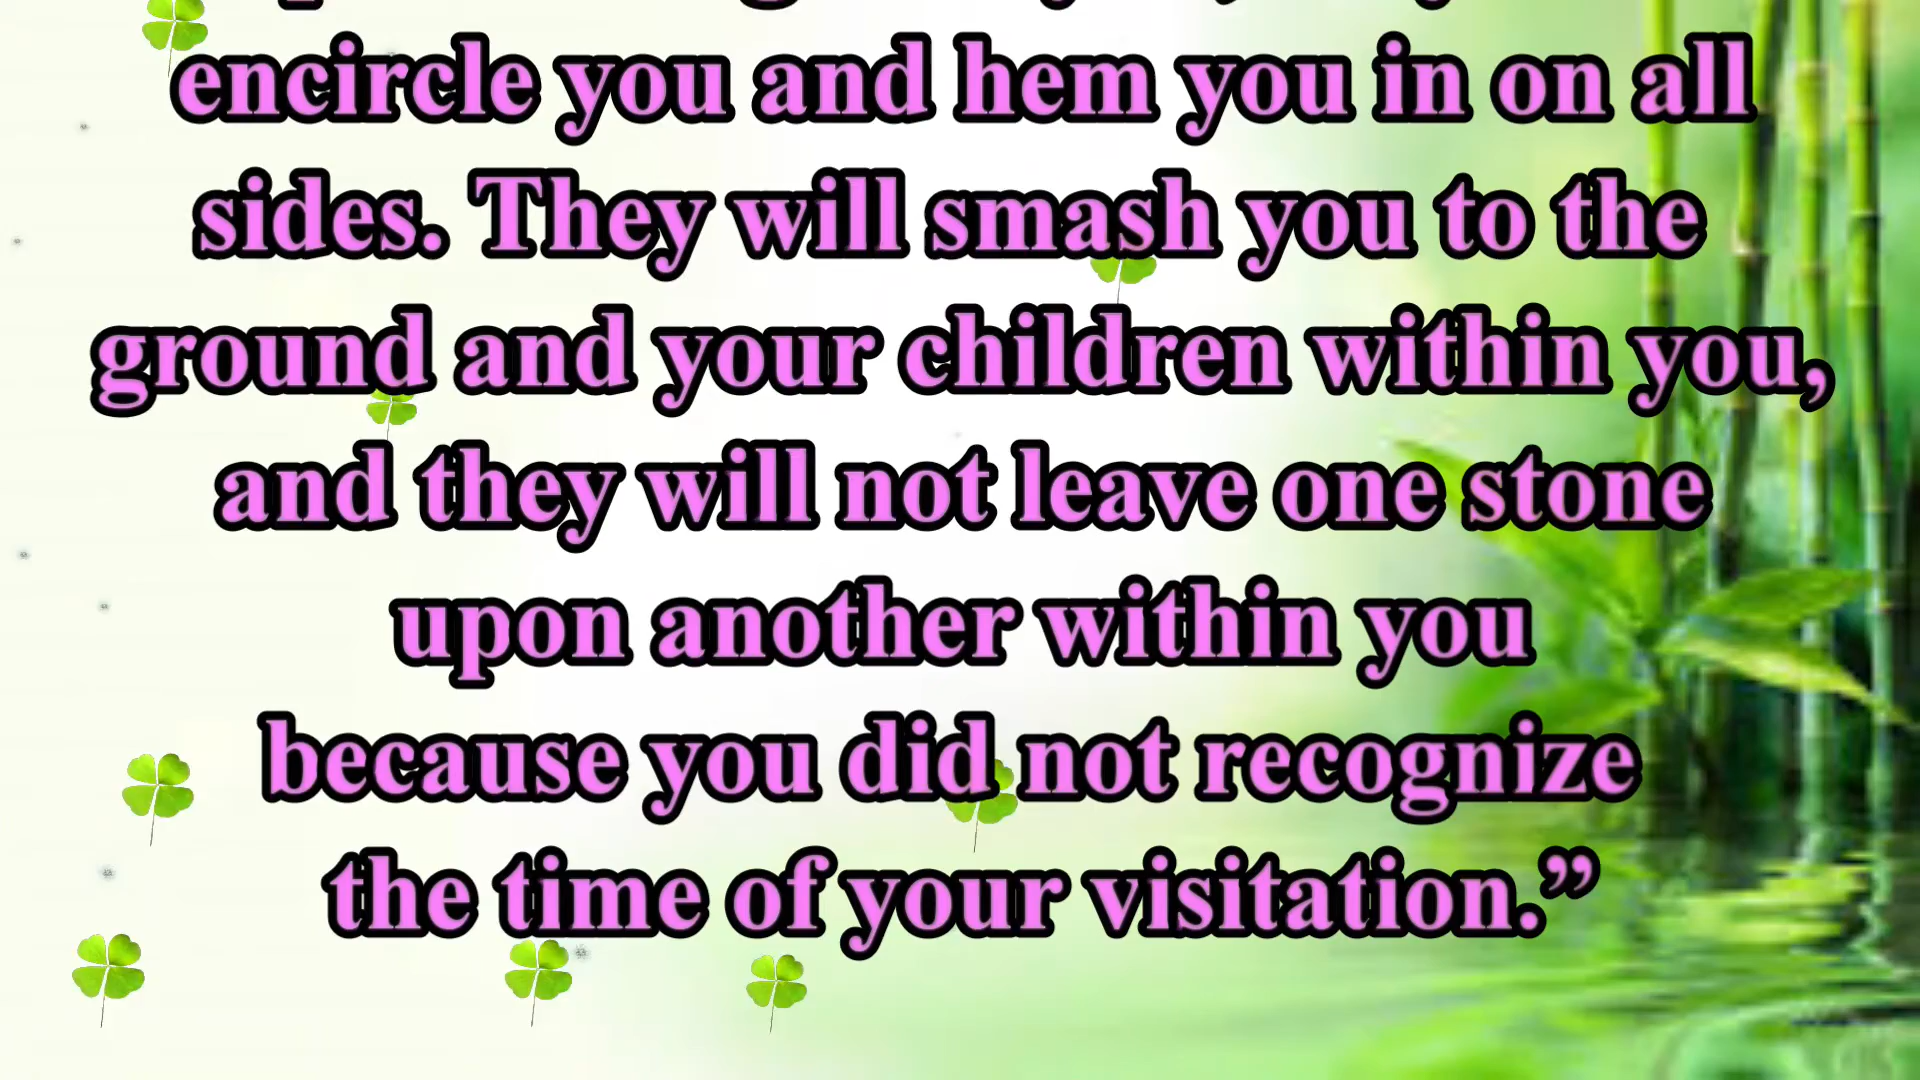 encircle you and hem you in on all
sides. They will smash you to the
ground and your children within you,
and they will not leave one stone
upon another within you
because you did not recognize
the time of your visitation.”